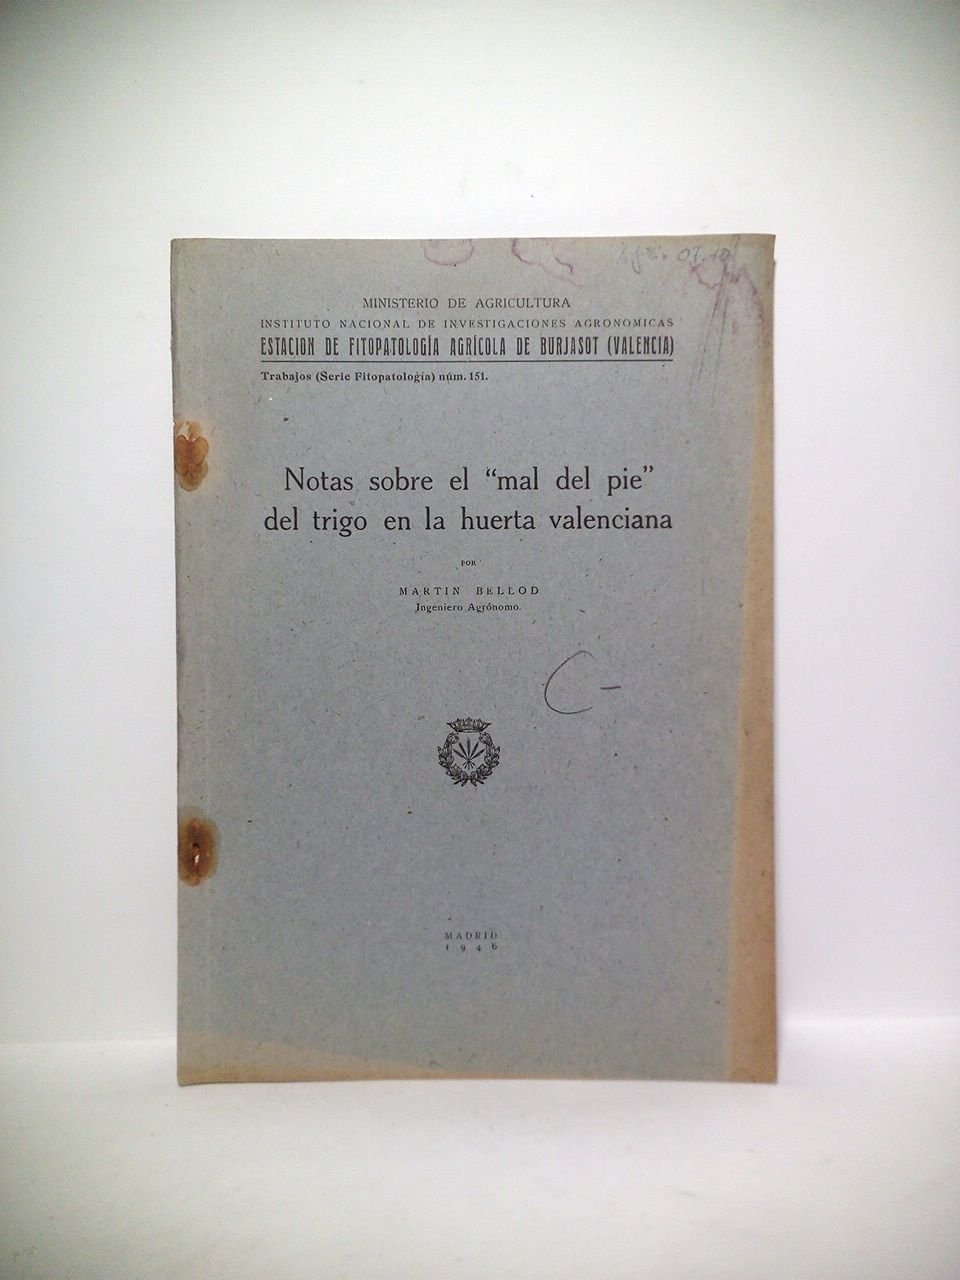 MINISTERIO DE AGRICULTURA
INSTITUTO NACIONAL DE INVESTIGACIONES AGRONOMICAS
ESTACION DE FITOPATOLOGÍA AGRÍCOLA DE BURJASOT (VALENCIA)
Trabajos (Serie Fitopatología) núm. 151.
Notas sobre el “mal del pie”
del trigo en la huerta valenciana
POR
MARTIN BELLOD
Ingeniero Agrónomo.
C -
MADRID
1946